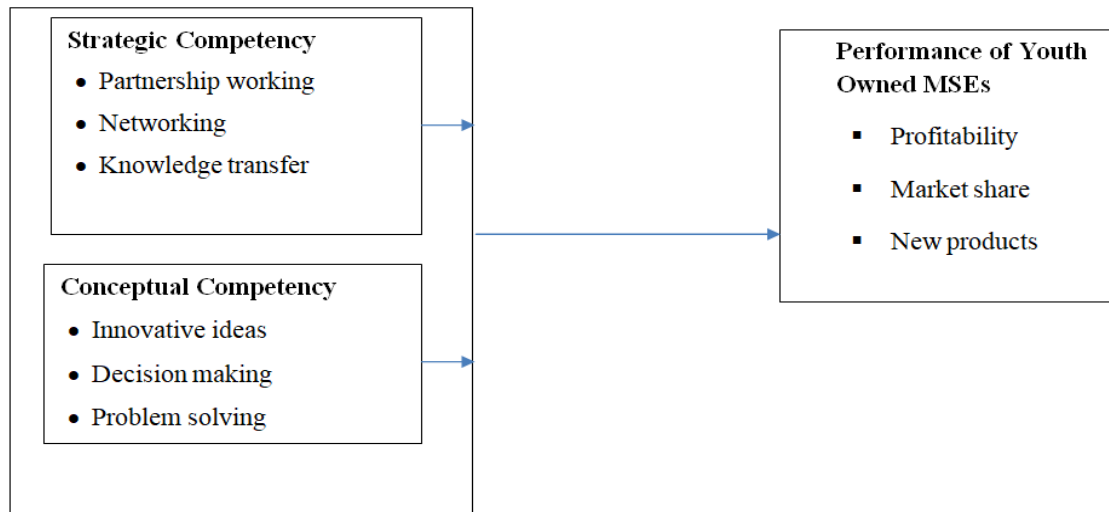 Strategic Competency
• Partnership working
• Networking
• Knowledge transfer
Conceptual Competency
• Innovative ideas
• Decision making
• Problem solving
Performance of Youth
Owned MSEs
▪ Profitability
▪ Market share
▪ New products